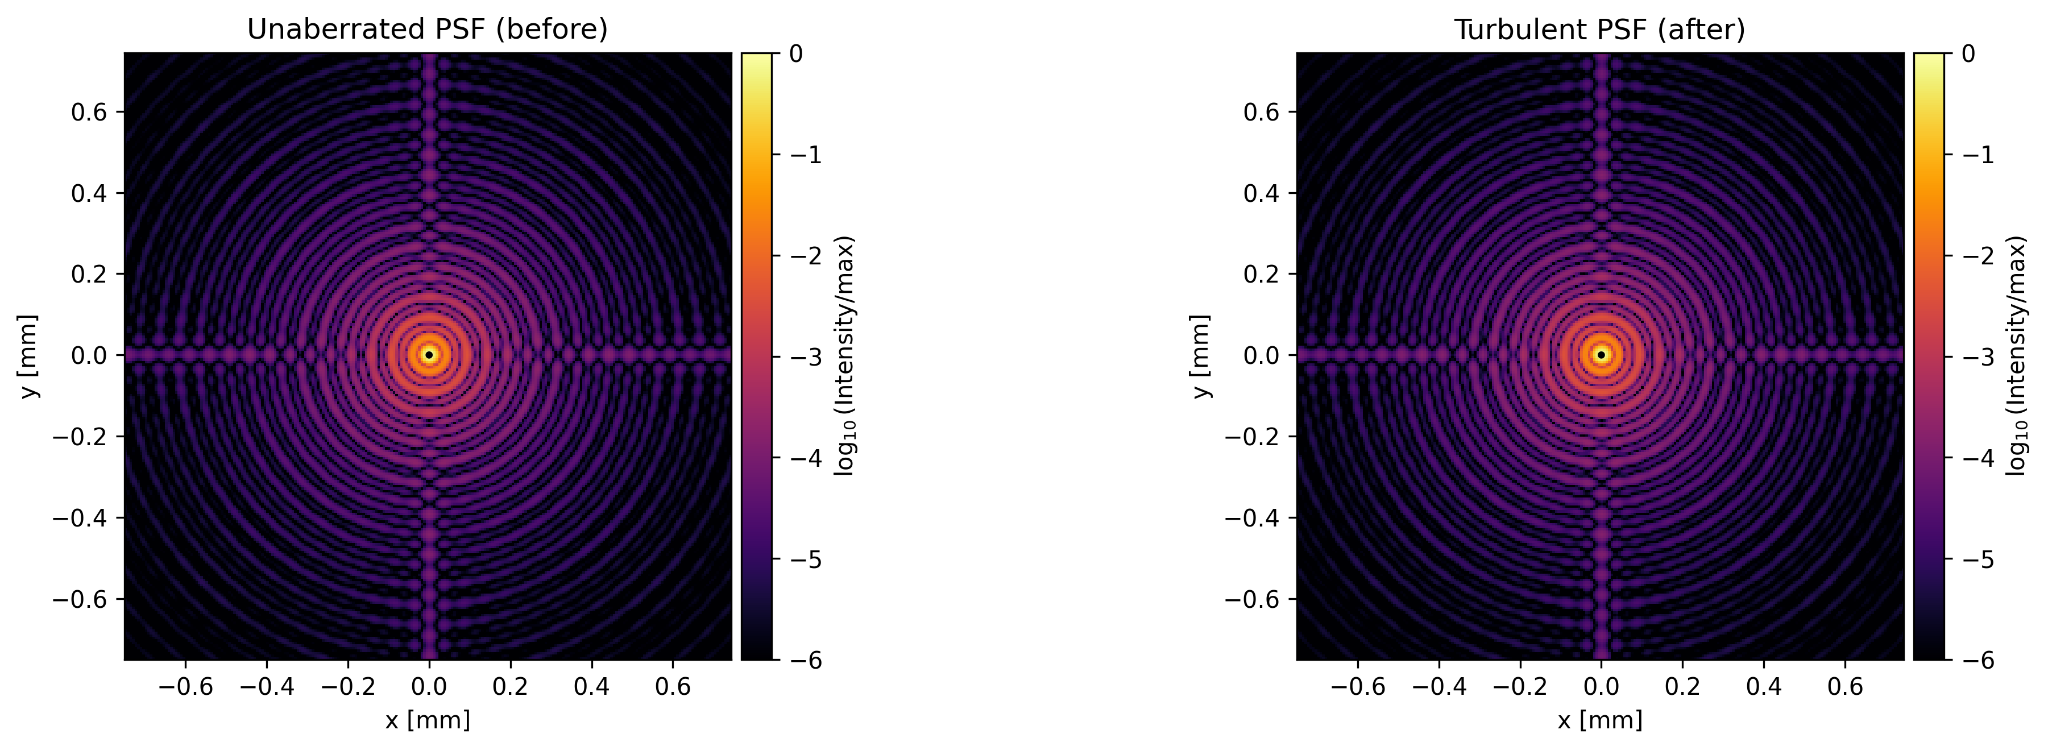 Unaberrated PSF (before)
0.6
0.4
0.2
0.0
−0.2
−0.4
−0.6
y [mm]
−0.6 −0.4 −0.2 0.0 0.2 0.4 0.6
x [mm]
0
−1
−2
−3
−4
−5
−6
log₁₀(Intensity/max)
Turbulent PSF (after)
0.6
0.4
0.2
0.0
−0.2
−0.4
−0.6
y [mm]
−0.6 −0.4 −0.2 0.0 0.2 0.4 0.6
x [mm]
0
−1
−2
−3
−4
−5
−6
log₁₀(Intensity/max)